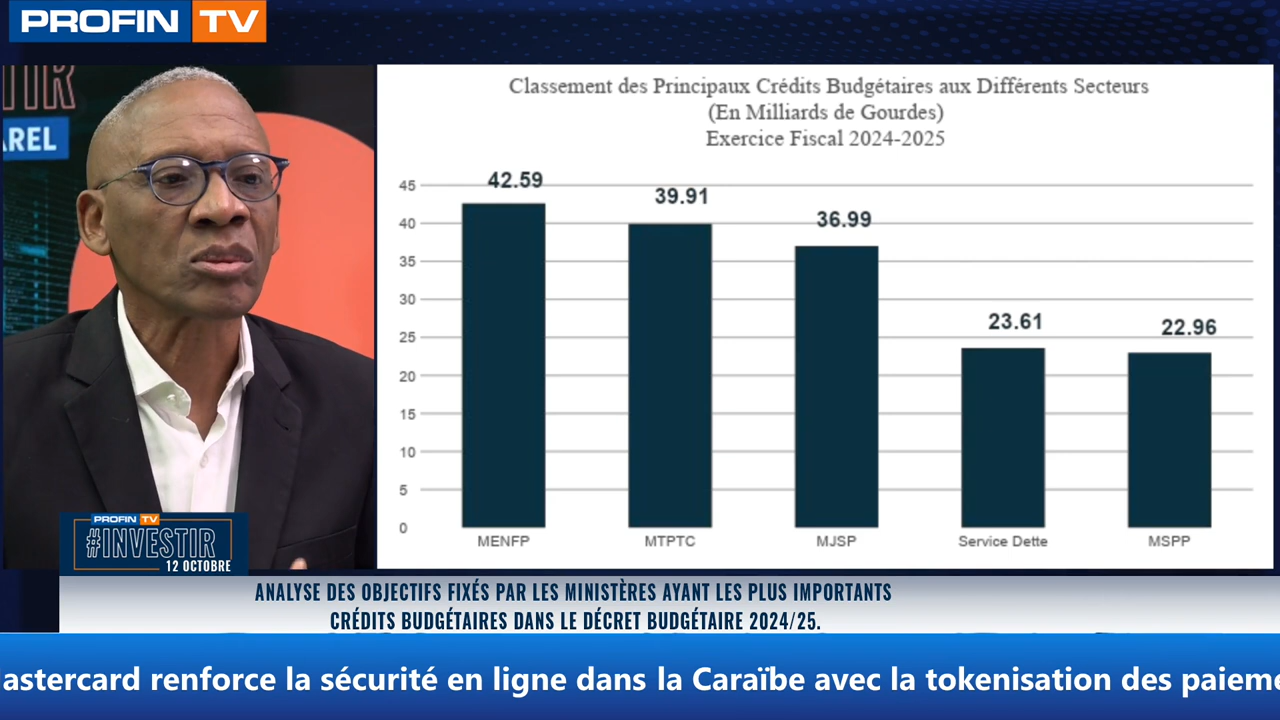 PROFIN TV
TIR
AREL
Classement des Principaux Crédits Budgétaires aux Différents Secteurs
(En Milliards de Gourdes)
Exercice Fiscal 2024-2025
45
40
35
30
25
20
15
10
5
0
42.59
39.91
36.99
23.61
22.96
MENFP
MTPTC
MJSP
Service Dette
MSPP
PROFIN TV
#INVESTIR
12 OCTOBRE
ANALYSE DES OBJECTIFS FIXÉS PAR LES MINISTÈRES AYANT LES PLUS IMPORTANTS
CRÉDITS BUDGÉTAIRES DANS LE DÉCRET BUDGÉTAIRE 2024/25.
astercard renforce la sécurité en ligne dans la Caraïbe avec la tokenisation des paieme